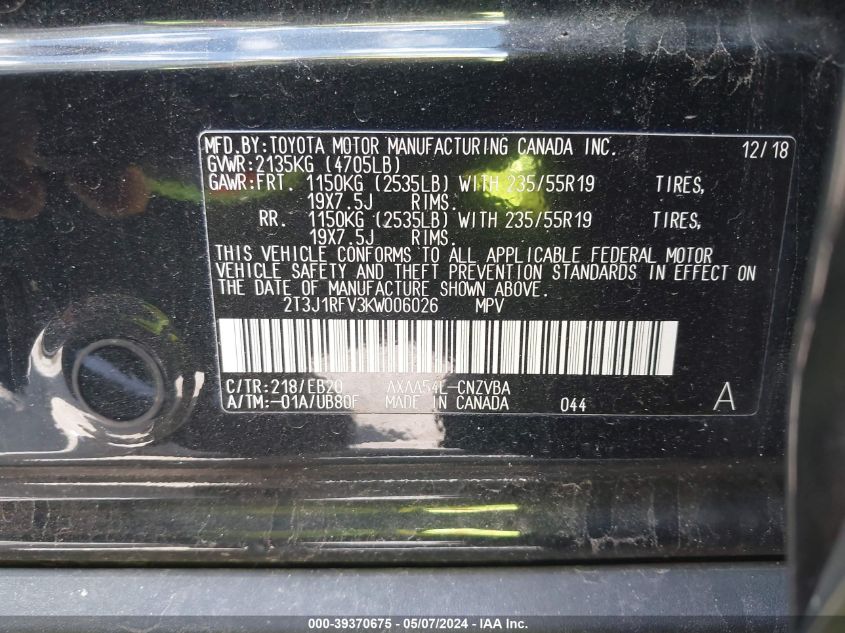 MFD.BY:TOYOTA MOTOR MANUFACTURING CANADA INC. 12/18
GVWR:2135KG (4705LB)
GAWR:FRT. 1150KG (2535LB) WITH 235/55R19 TIRES,
19X7.5J RIMS.
RR. 1150KG (2535LB) WITH 235/55R19 TIRES,
19X7.5J RIMS.
THIS VEHICLE CONFORMS TO ALL APPLICABLE FEDERAL MOTOR
VEHICLE SAFETY AND THEFT PREVENTION STANDARDS IN EFFECT ON
THE DATE OF MANUFACTURE SHOWN ABOVE.
2T3J1RFV3KW006026 MPV
C/TR:218/EB20 AXAA54L-CNZVBA
A/TM:-01A/UB80F MADE IN CANADA 044 A
000-39370675 - 05/07/2024 - IAA Inc.